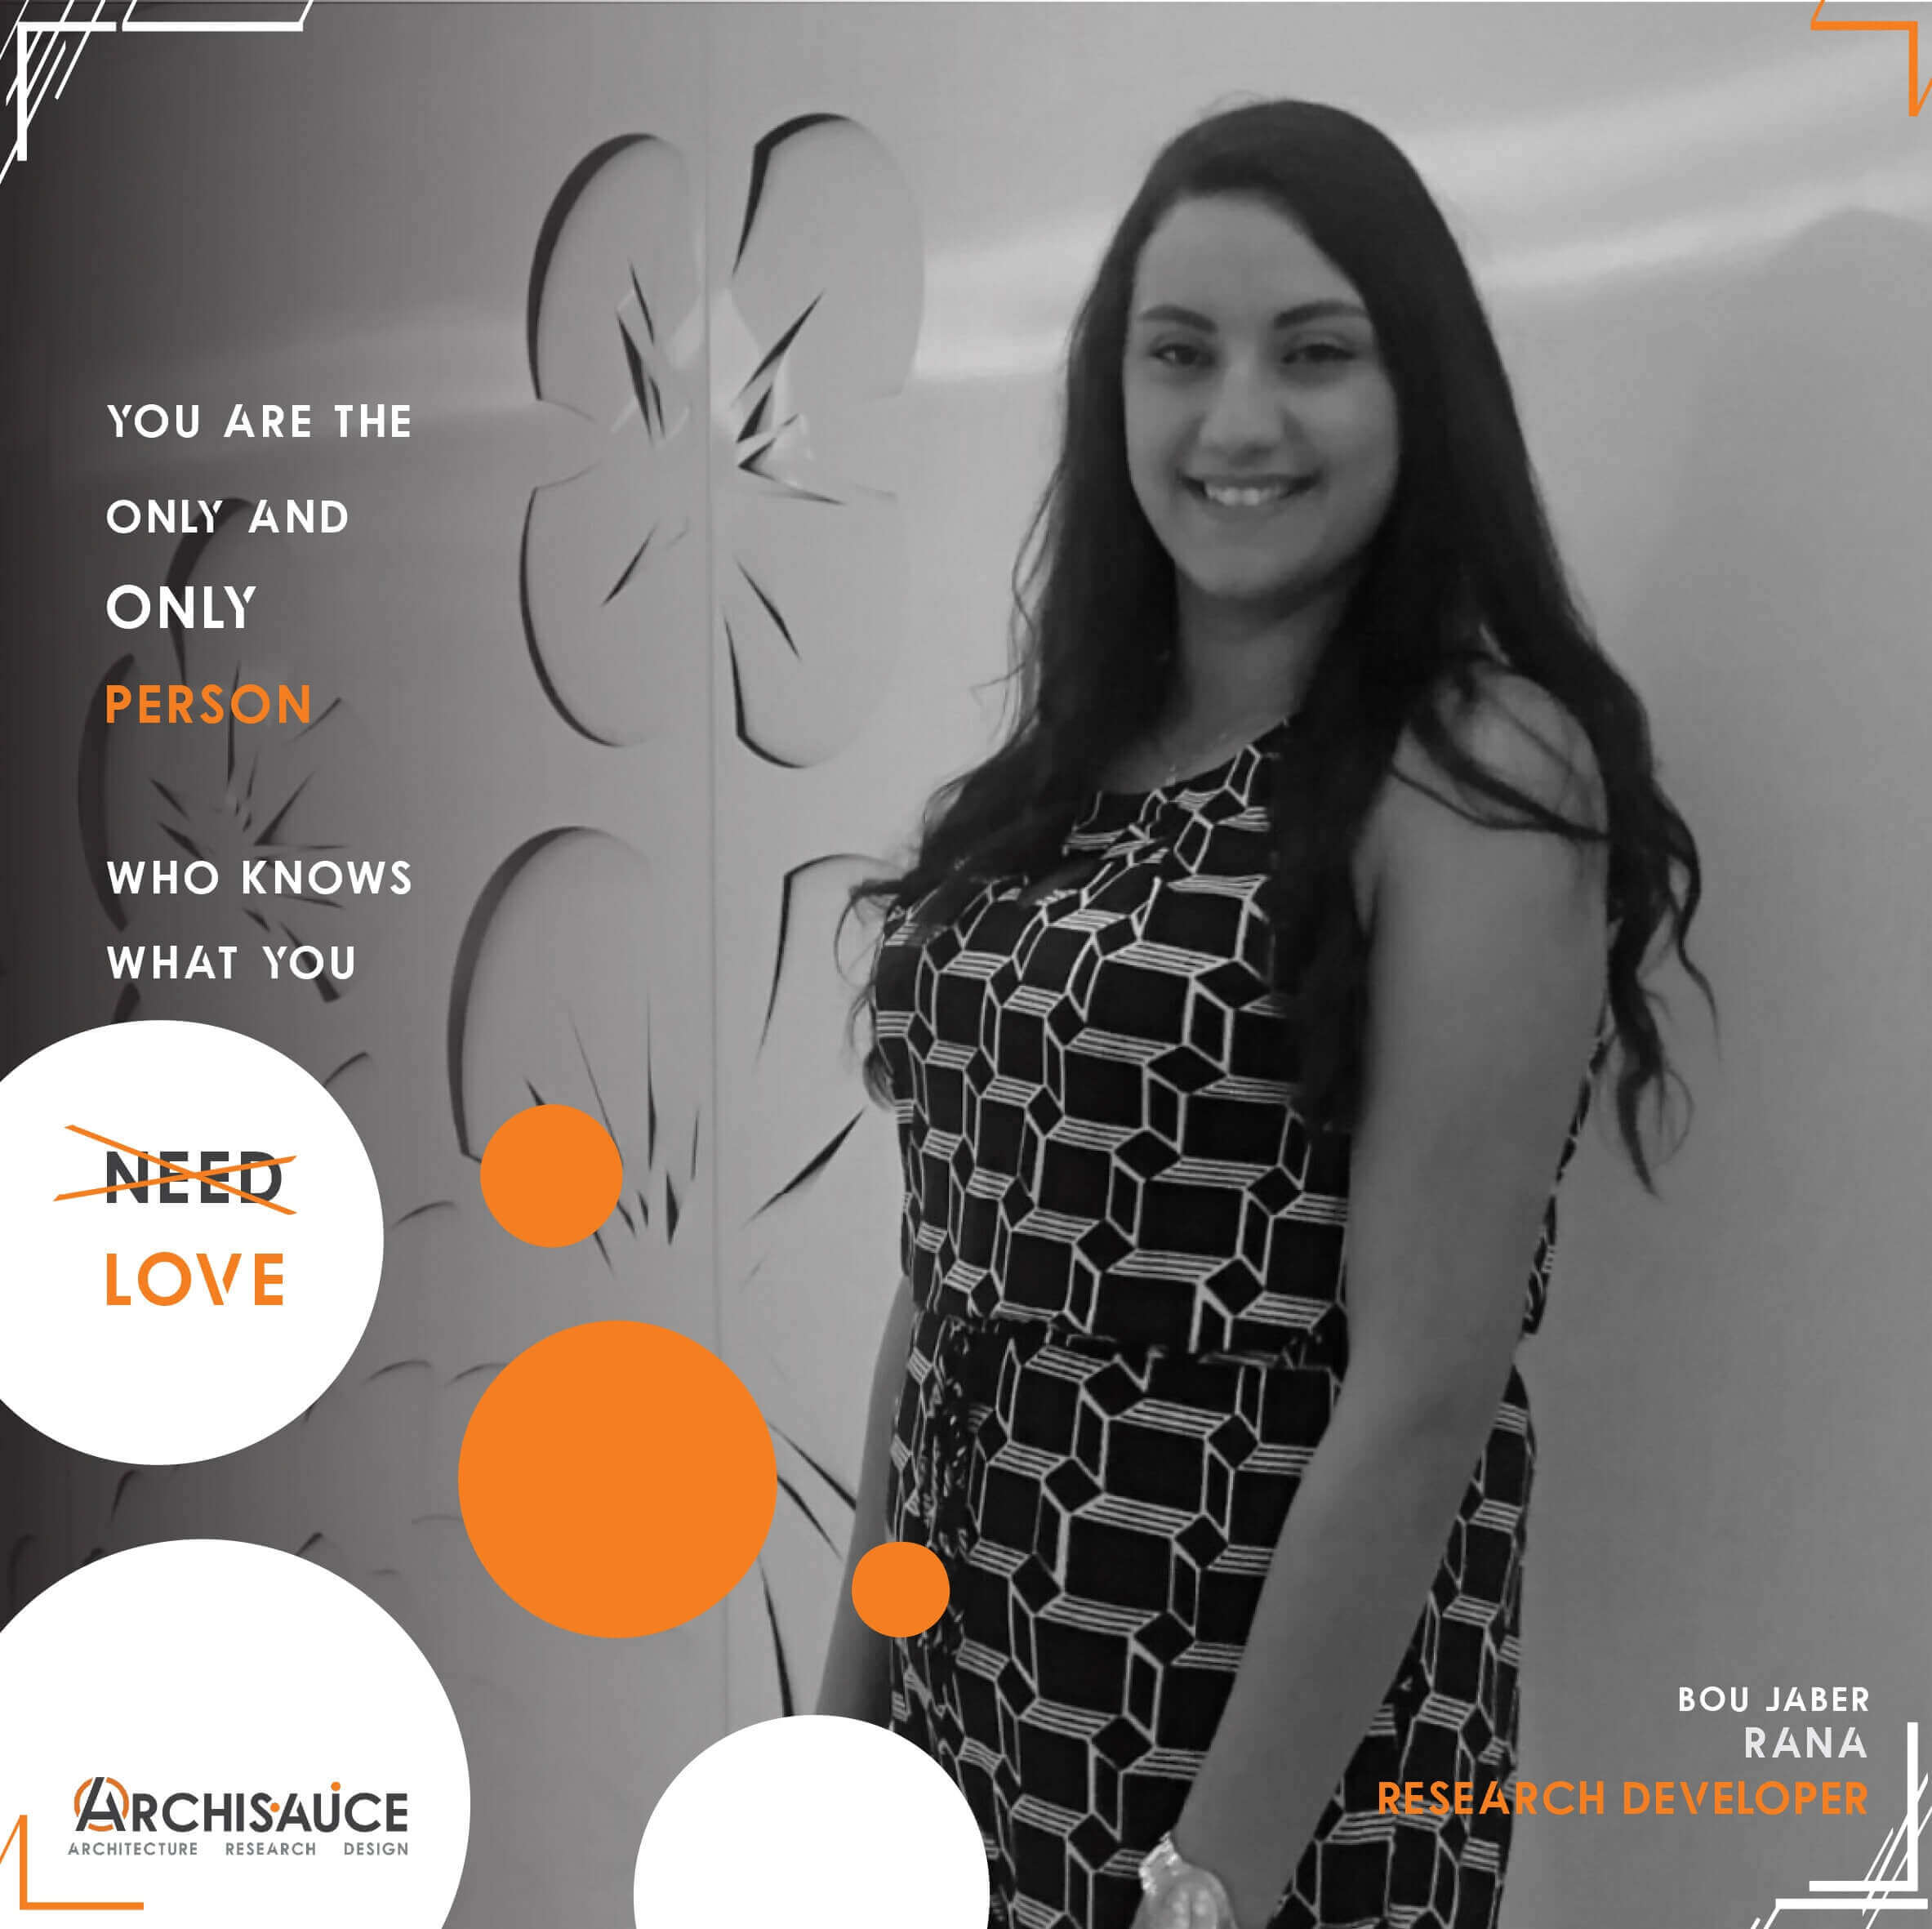 YOU ARE THE
ONLY AND
ONLY
PERSON
WHO KNOWS
WHAT YOU
NEED
LOVE
ARCHISAUCE
ARCHITECTURE RESEARCH DESIGN
BOU JABER
RANA
RESEARCH DEVELOPER